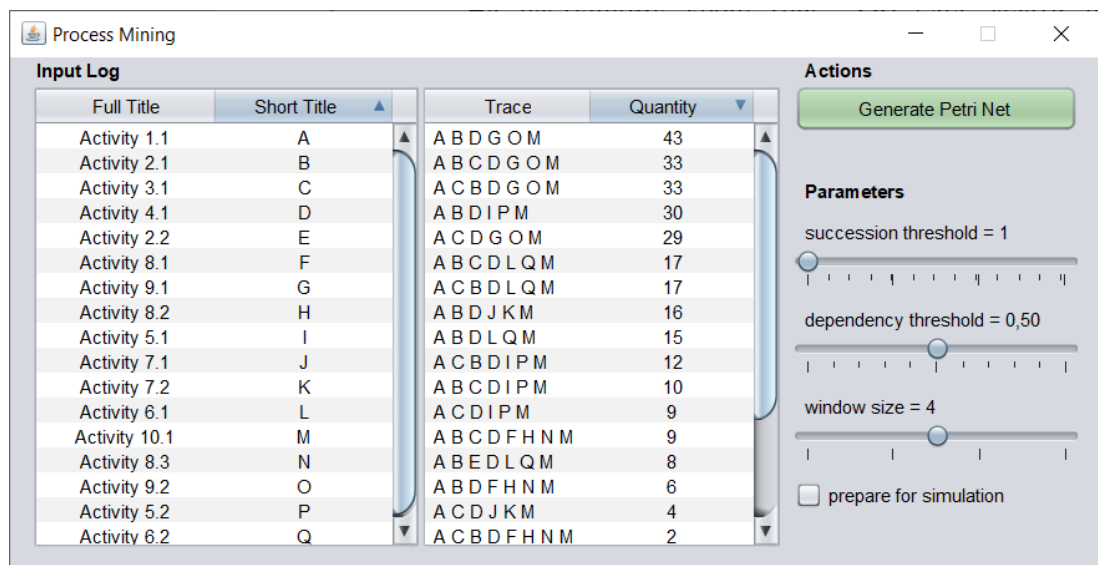 Process Mining
Input Log
Full Title Short Title
Activity 1.1 A
Activity 2.1 B
Activity 3.1 C
Activity 4.1 D
Activity 2.2 E
Activity 8.1 F
Activity 9.1 G
Activity 8.2 H
Activity 5.1 I
Activity 7.1 J
Activity 7.2 K
Activity 6.1 L
Activity 10.1 M
Activity 8.3 N
Activity 9.2 O
Activity 5.2 P
Activity 6.2 Q
Trace Quantity
A B D G O M 43
A B C D G O M 33
A C B D G O M 33
A B D I P M 30
A C D G O M 29
A B C D L Q M 17
A C B D L Q M 17
A B D J K M 16
A B D L Q M 15
A C B D I P M 12
A B C D I P M 10
A C D I P M 9
A B C D F H N M 9
A B E D L Q M 8
A B D F H N M 6
A C D J K M 4
A C B D F H N M 2
Actions
Generate Petri Net
Parameters
succession threshold = 1
dependency threshold = 0,50
window size = 4
prepare for simulation